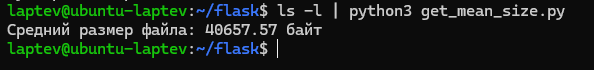 laptev@ubuntu-laptev:~/flask$ ls -l | python3 get_mean_size.py
Средний размер файла: 40657.57 байт
laptev@ubuntu-laptev:~/flask$